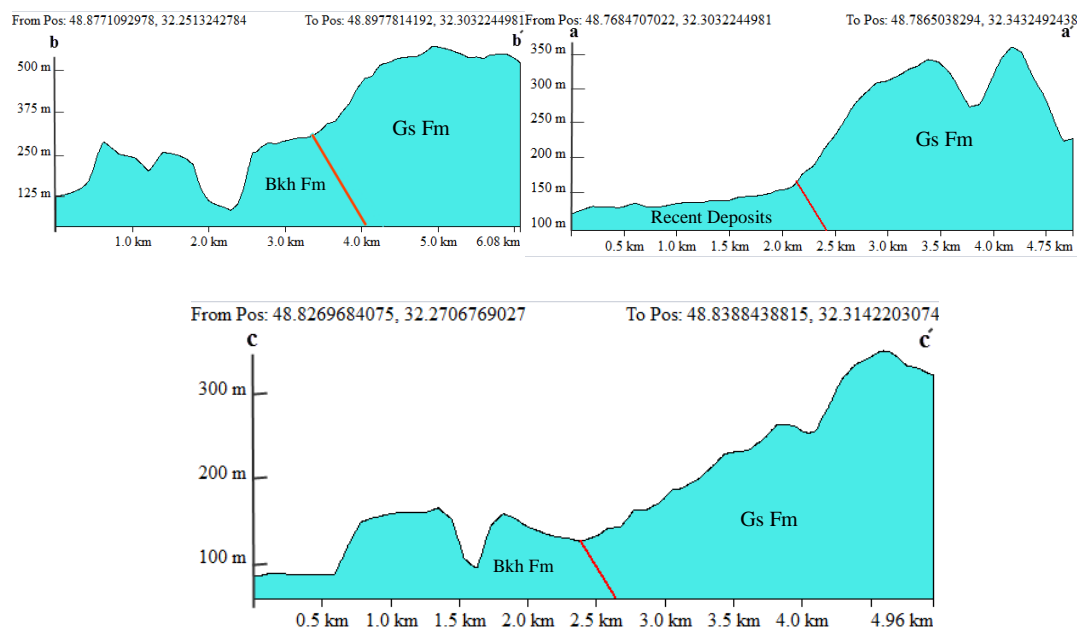 From Pos: 48.8771092978, 32.2513242784 To Pos: 48.8977814192, 32.3032244981
b b´
500 m
375 m
250 m
125 m
Gs Fm
Bkh Fm
1.0 km 2.0 km 3.0 km 4.0 km 5.0 km 6.08 km
From Pos: 48.7684707022, 32.3032244981 To Pos: 48.7865038294, 32.3432492438
a a´
350 m
300 m
250 m
200 m
150 m
100 m
Gs Fm
Recent Deposits
0.5 km 1.0 km 1.5 km 2.0 km 2.5 km 3.0 km 3.5 km 4.0 km 4.75 km
From Pos: 48.8269684075, 32.2706769027 To Pos: 48.8388438815, 32.3142203074
c c´
300 m
200 m
100 m
Gs Fm
Bkh Fm
0.5 km 1.0 km 1.5 km 2.0 km 2.5 km 3.0 km 3.5 km 4.0 km 4.96 km